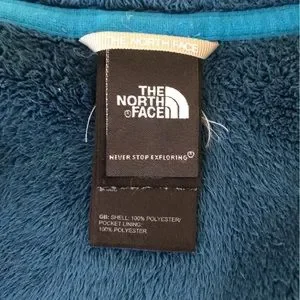 THE NORTH FACE
THE
NORTH
FACE
NEVER STOP EXPLORING
GB: SHELL: 100% POLYESTER/
POCKET LINING:
100% POLYESTER